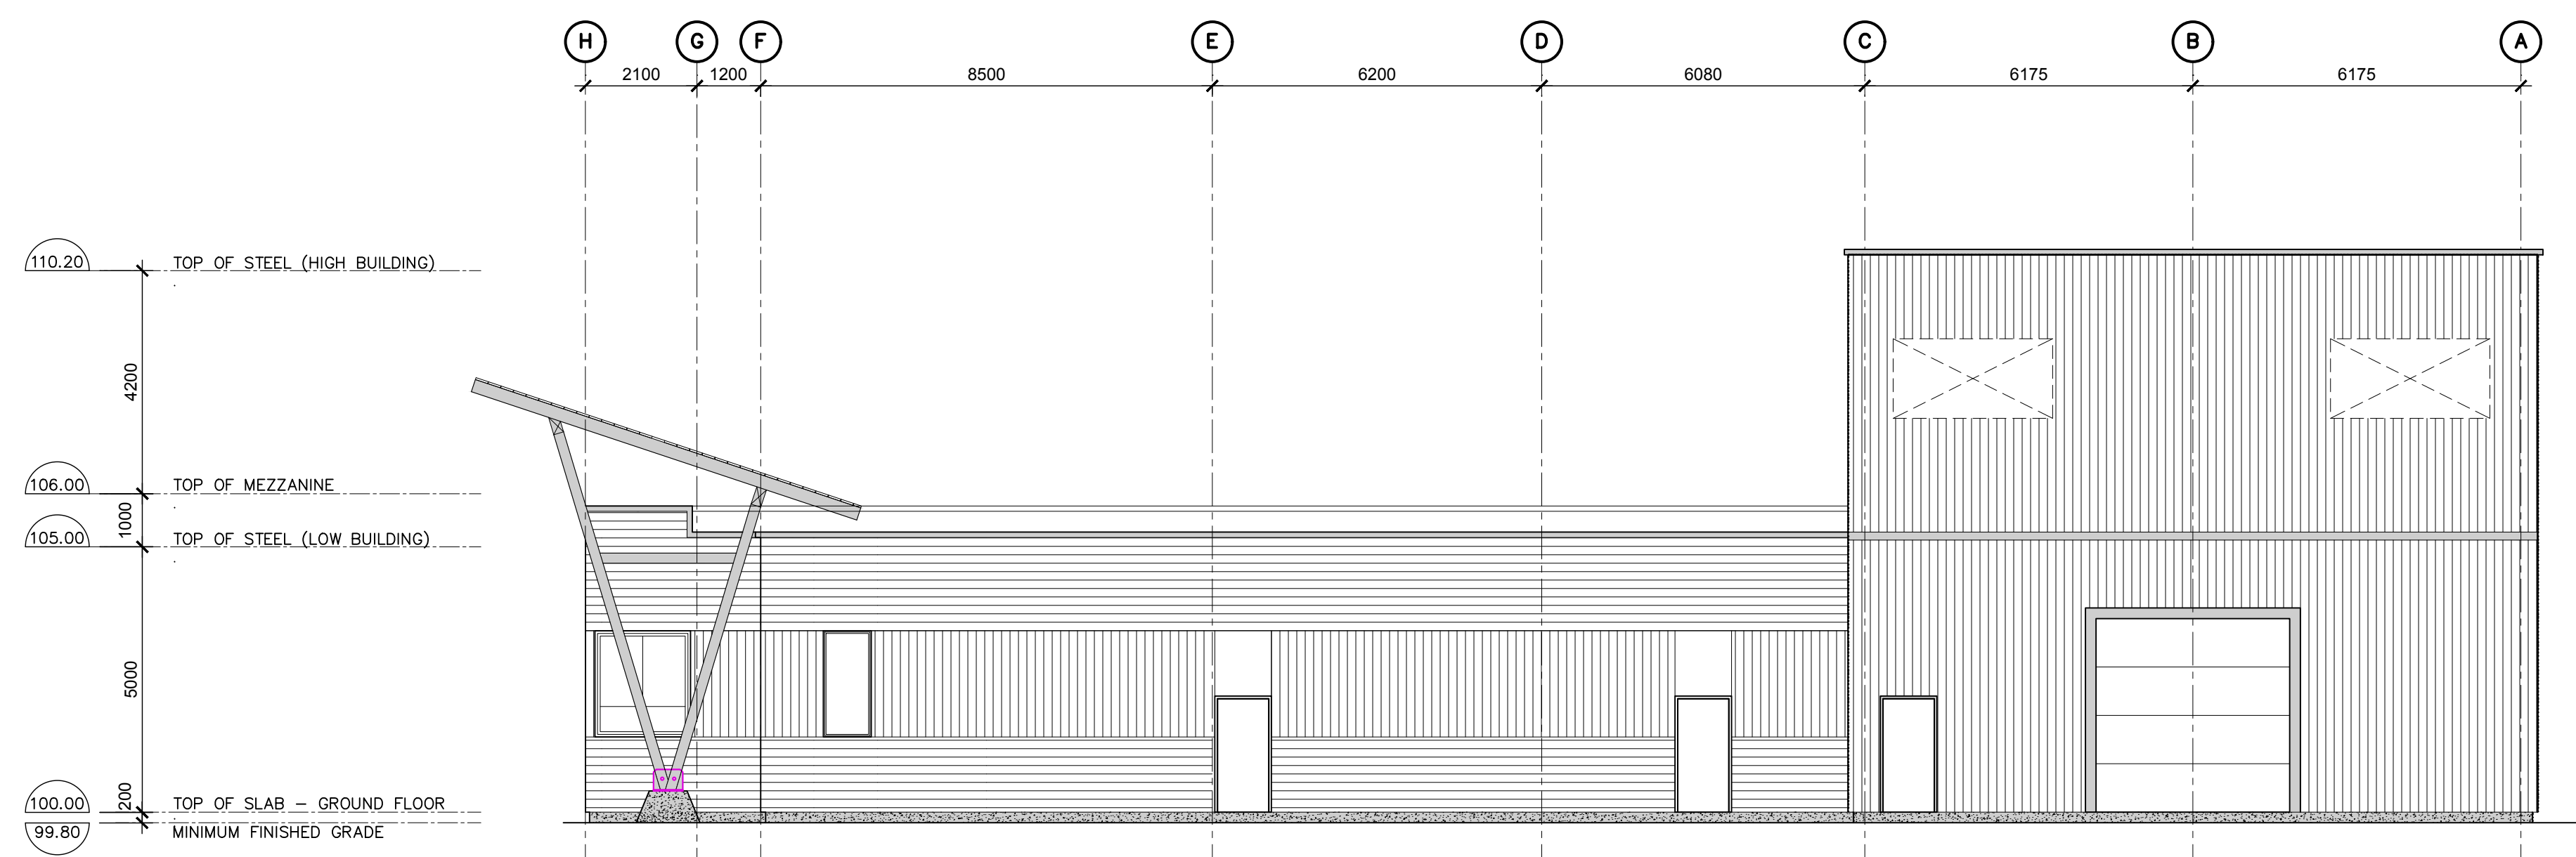 H G F E D C B A
2100 1200 8500 6200 6080 6175 6175
110.20 TOP OF STEEL (HIGH BUILDING)
4200
106.00 TOP OF MEZZANINE
1000
105.00 TOP OF STEEL (LOW BUILDING)
5000
100.00 TOP OF SLAB - GROUND FLOOR
200
99.80 MINIMUM FINISHED GRADE